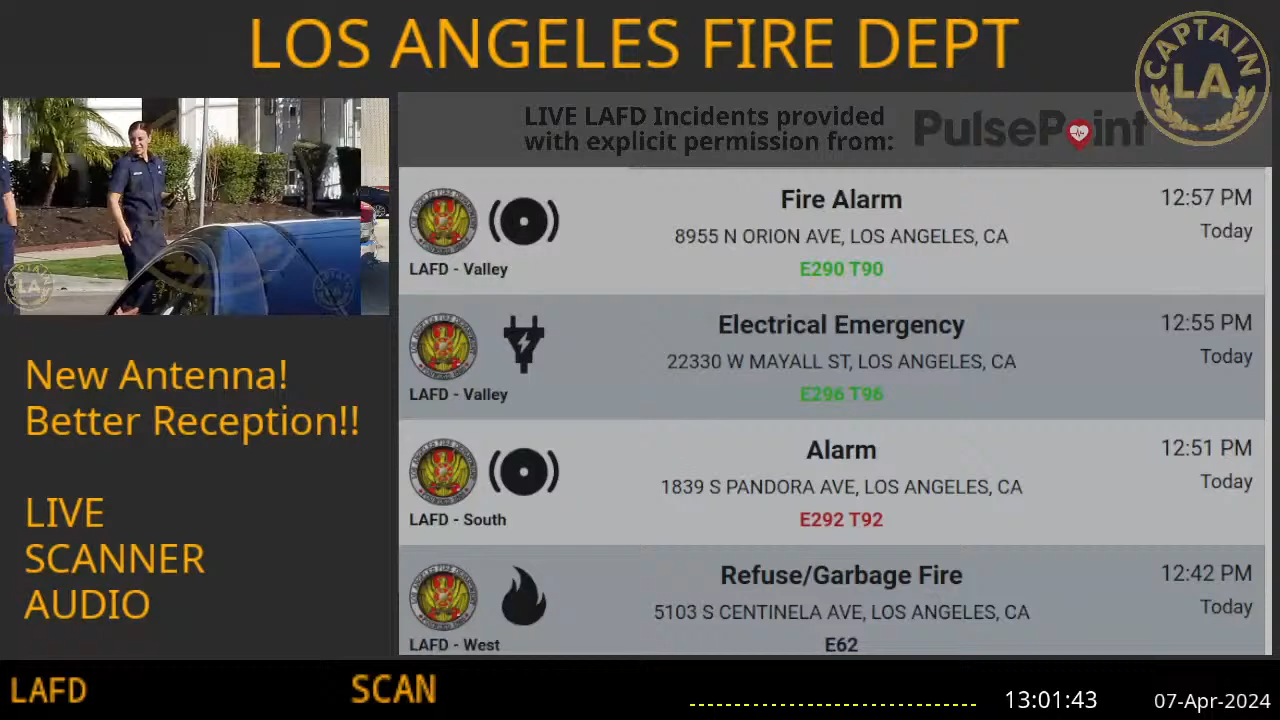 LOS ANGELES FIRE DEPT
CAPTAIN
LA
LIVE LAFD Incidents provided
with explicit permission from:
PulsePoint
Fire Alarm
8955 N ORION AVE, LOS ANGELES, CA
E290 T90
LAFD - Valley
12:57 PM
Today
Electrical Emergency
22330 W MAYALL ST, LOS ANGELES, CA
E296 T96
LAFD - Valley
12:55 PM
Today
Alarm
1839 S PANDORA AVE, LOS ANGELES, CA
E292 T92
LAFD - South
12:51 PM
Today
Refuse/Garbage Fire
5103 S CENTINELA AVE, LOS ANGELES, CA
E62
LAFD - West
12:42 PM
Today
CAPTAIN
LA
New Antenna!
Better Reception!!
LIVE
SCANNER
AUDIO
LAFD
SCAN
13:01:43
07-Apr-2024